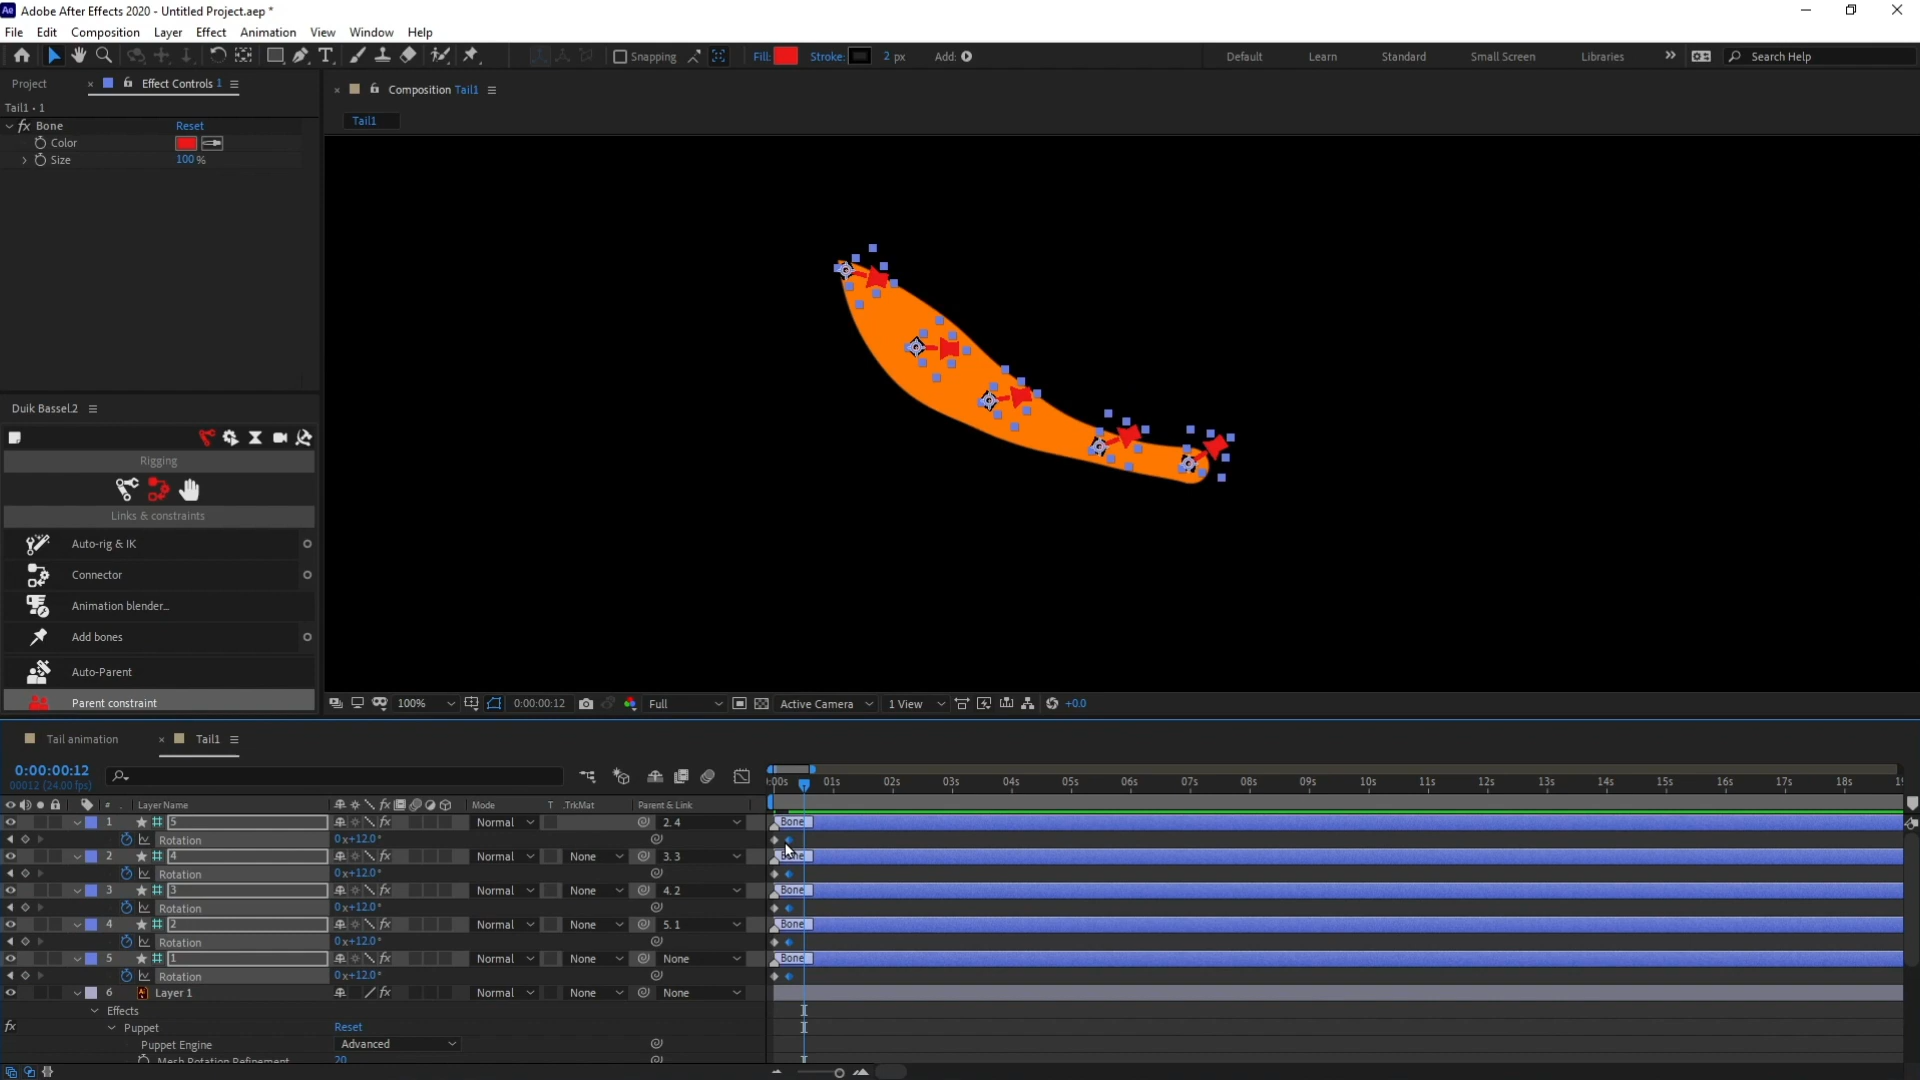 Ae Adobe After Effects 2020 - Untitled Project.aep *
File Edit Composition Layer Effect Animation View Window Help
Snapping Fill: Stroke: 2 px Add: Default Learn Standard Small Screen Libraries Search Help
Project Effect Controls 1
Composition Tail1
Tail1 • 1
Tail1
fx Bone Reset
Color
Size 100 %
Duik Bassel.2
Rigging
Links & constraints
Auto-rig & IK
Connector
Animation blender...
Add bones
Auto-Parent
Parent constraint
100% 0:00:00:12 Full Active Camera 1 View +0.0
Tail animation Tail1
0:00:00:12
00012 (24.00 fps)
:00s 01s 02s 03s 04s 05s 06s 07s 08s 09s 10s 11s 12s 13s 14s 15s 16s 17s 18s
# Layer Name Mode T .TrkMat Parent & Link
1 5 Normal 2. 4 Bone
Rotation 0x+12.0°
2 4 Normal None 3. 3 Bone
Rotation 0x+12.0°
3 3 Normal None 4. 2 Bone
Rotation 0x+12.0°
4 2 Normal None 5. 1 Bone
Rotation 0x+12.0°
5 1 Normal None None Bone
Rotation 0x+12.0°
6 Layer 1 Normal None None
Effects
fx Puppet Reset
Puppet Engine Advanced
Mesh Rotation Refinement 20